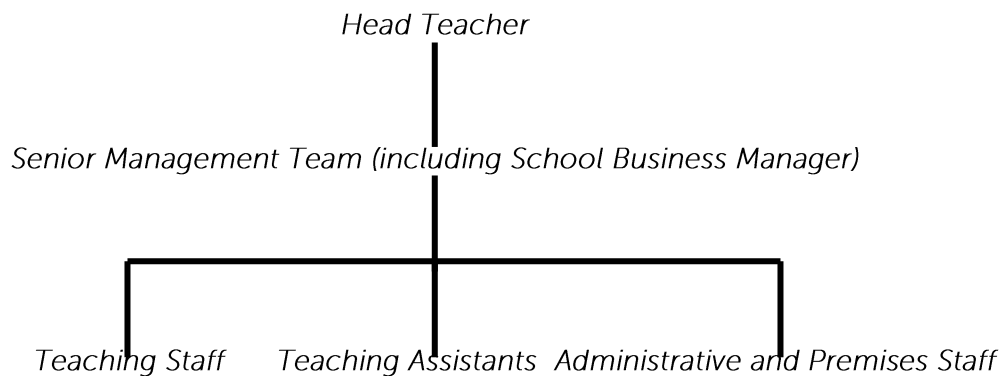 Head Teacher
Senior Management Team (including School Business Manager)
Teaching Staff
Teaching Assistants
Administrative and Premises Staff